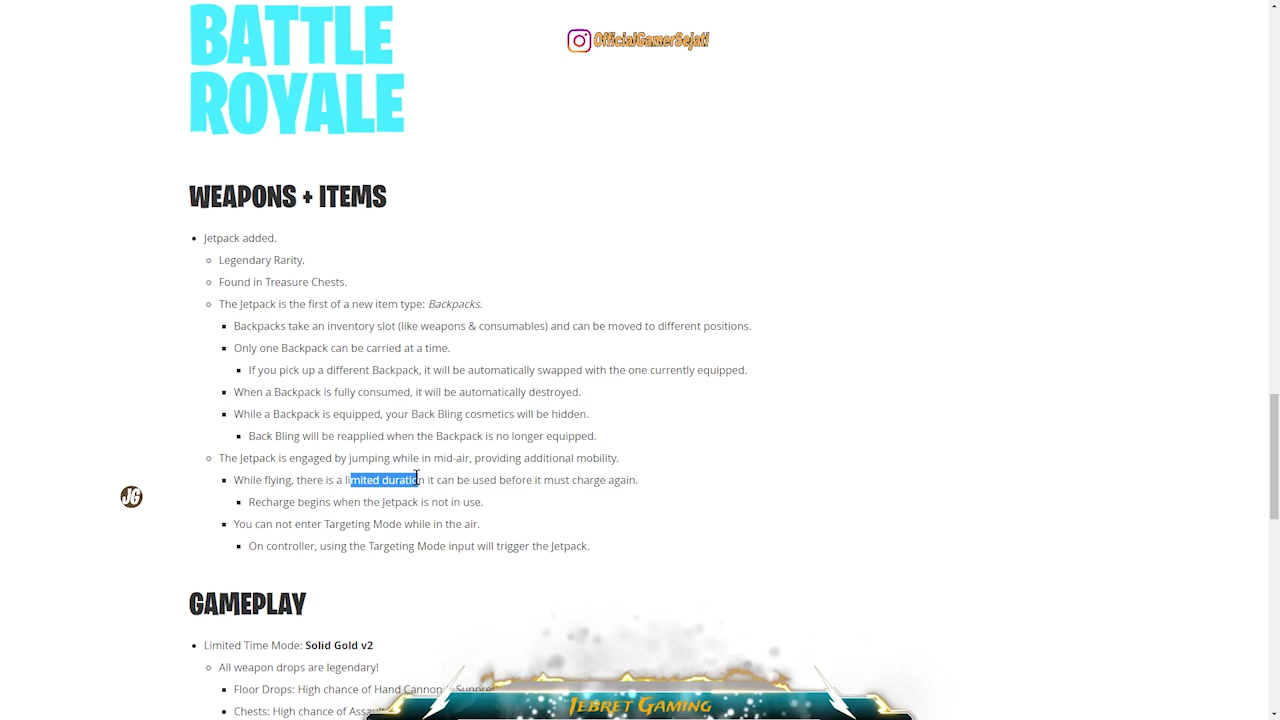 BATTLE
ROYALE
OfficialGamerSejati
WEAPONS + ITEMS
Jetpack added.
Legendary Rarity.
Found in Treasure Chests.
The Jetpack is the first of a new item type: Backpacks.
Backpacks take an inventory slot (like weapons & consumables) and can be moved to different positions.
Only one Backpack can be carried at a time.
If you pick up a different Backpack, it will be automatically swapped with the one currently equipped.
When a Backpack is fully consumed, it will be automatically destroyed.
While a Backpack is equipped, your Back Bling cosmetics will be hidden.
Back Bling will be reapplied when the Backpack is no longer equipped.
The Jetpack is engaged by jumping while in mid-air, providing additional mobility.
While flying, there is a limited duration it can be used before it must charge again.
JG
Recharge begins when the Jetpack is not in use.
You can not enter Targeting Mode while in the air.
On controller, using the Targeting Mode input will trigger the Jetpack.
GAMEPLAY
Limited Time Mode: Solid Gold v2
All weapon drops are legendary!
Floor Drops: High chance of Hand Cannon
Chests: High chance of
JEBRET GAMING